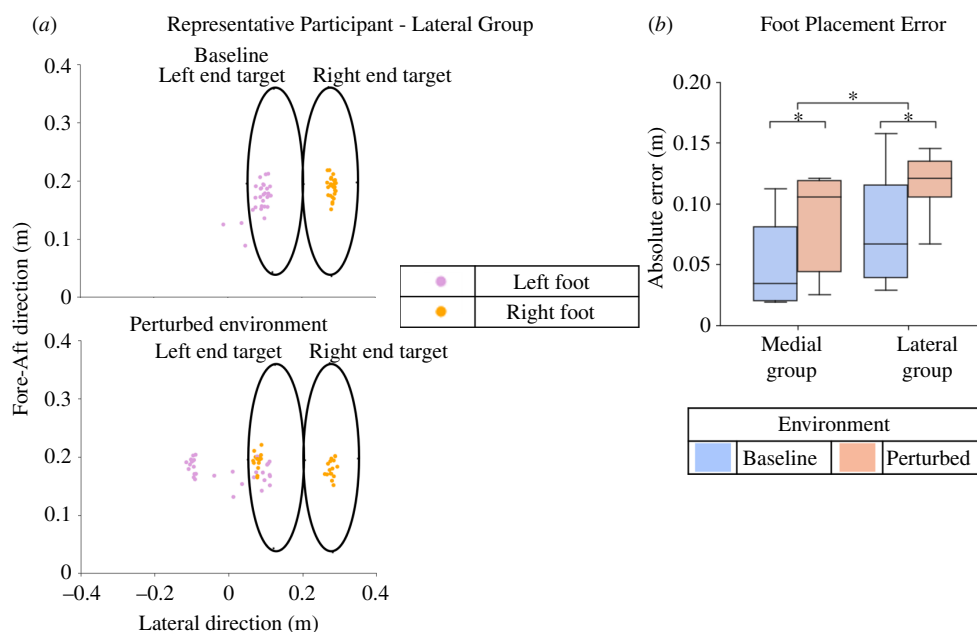 (a) Representative Participant - Lateral Group
Baseline
Left end target Right end target
0.4
0.3
0.2
0.1
0
Left foot
Right foot
Perturbed environment
Left end target Right end target
0.4
0.3
0.2
0.1
0
Fore-Aft direction (m)
−0.4 −0.2 0 0.2 0.4
Lateral direction (m)
(b) Foot Placement Error
0.20
0.15
0.10
0.05
0
Absolute error (m)
*
* *
Medial group
Lateral group
Environment
Baseline Perturbed